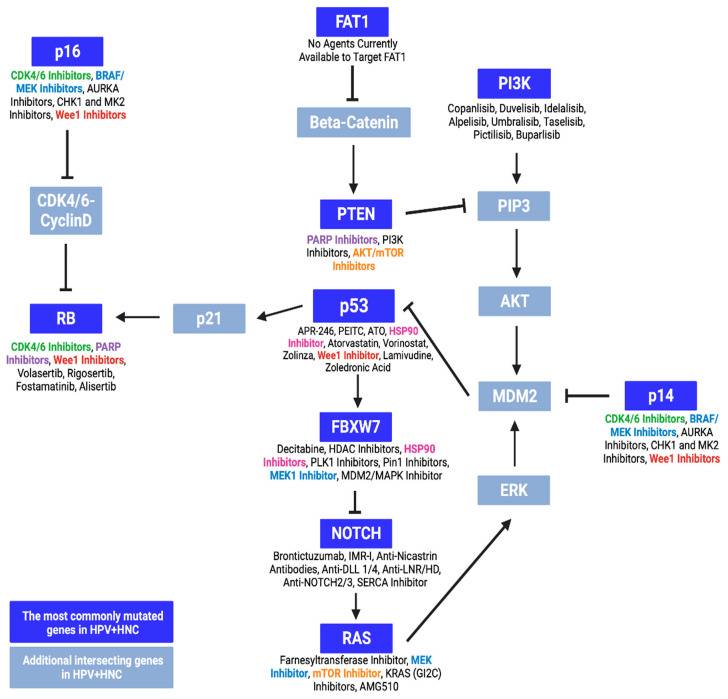 FAT1
No Agents Currently
Available to Target FAT1
p16
CDK4/6 Inhibitors, BRAF/
MEK Inhibitors, AURKA
Inhibitors, CHK1 and MK2
Inhibitors, Wee1 Inhibitors
PI3K
Copanlisib, Duvelisib, Idelalisib,
Alpelisib, Umbralisib, Taselisib,
Pictilisib, Buparlisib
Beta-Catenin
CDK4/6-
CyclinD
PTEN
PARP Inhibitors, PI3K
Inhibitors, AKT/mTOR
Inhibitors
PIP3
RB
CDK4/6 Inhibitors, PARP
Inhibitors, Wee1 Inhibitors,
Volasertib, Rigosertib,
Fostamatinib, Alisertib
p21
p53
APR-246, PEITC, ATO, HSP90
Inhibitor, Atorvastatin, Vorinostat,
Zolinza, Wee1 Inhibitor, Lamivudine,
Zoledronic Acid
AKT
MDM2
p14
CDK4/6 Inhibitors, BRAF/
MEK Inhibitors, AURKA
Inhibitors, CHK1 and MK2
Inhibitors, Wee1 Inhibitors
FBXW7
Decitabine, HDAC Inhibitors, HSP90
Inhibitors, PLK1 Inhibitors, Pin1 Inhibitors,
MEK1 Inhibitor, MDM2/MAPK Inhibitor
ERK
NOTCH
Brontictuzumab, IMR-I, Anti-Nicastrin
Antibodies, Anti-DLL 1/4, Anti-LNR/HD,
Anti-NOTCH2/3, SERCA Inhibitor
RAS
Farnesyltransferase Inhibitor, MEK
Inhibitor, mTOR Inhibitor, KRAS (GI2C)
Inhibitors, AMG510
The most commonly mutated
genes in HPV+HNC
Additional intersecting genes
in HPV+HNC